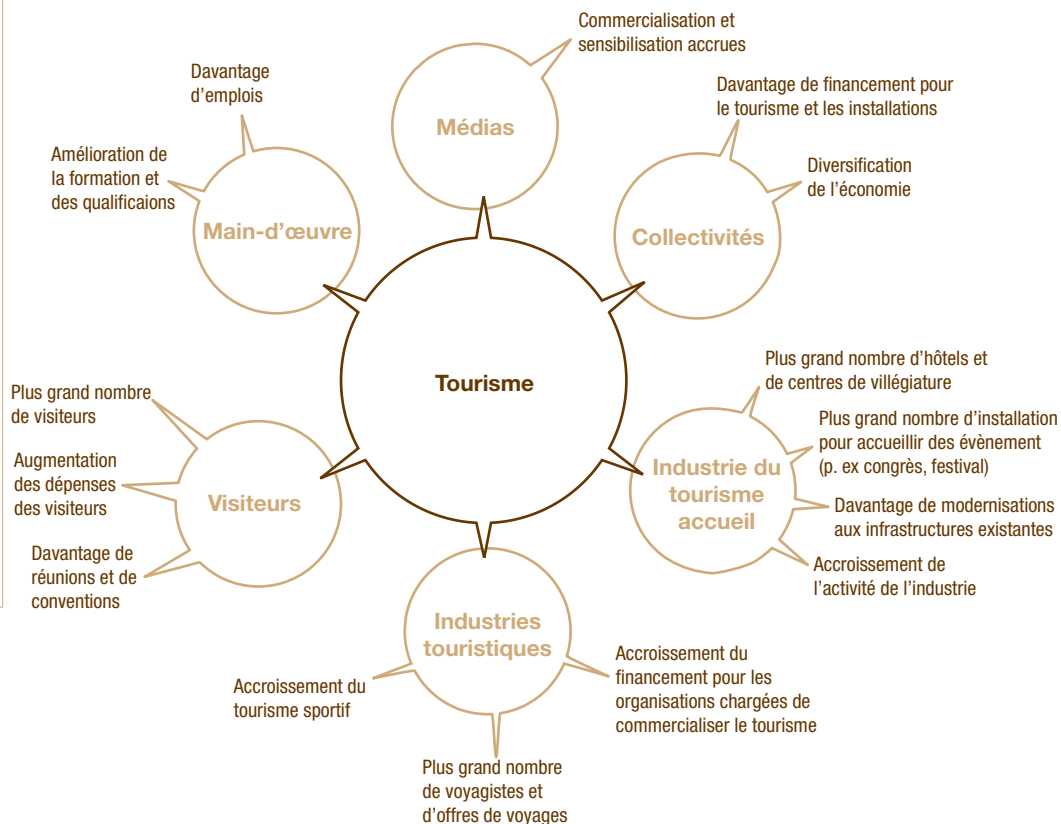 Commercialisation et
sensibilisation accrues
Médias
Davantage
d'emplois
Amélioration de
la formation et
des qualificaions
Main-d'œuvre
Davantage de financement pour
le tourisme et les installations
Diversification
de l'économie
Collectivités
Tourisme
Plus grand nombre d'hôtels et
de centres de villégiature
Plus grand nombre d'installation
pour accueillir des évènement
(p. ex congrès, festival)
Davantage de modernisations
aux infrastructures existantes
Accroissement de
l'activité de l'industrie
Industrie du
tourisme
accueil
Plus grand nombre
de visiteurs
Augmentation
des dépenses
des visiteurs
Davantage de
réunions et de
conventions
Visiteurs
Industries
touristiques
Accroissement du
tourisme sportif
Accroissement du
financement pour les
organisations chargées de
commercialiser le tourisme
Plus grand nombre
de voyagistes et
d'offres de voyages